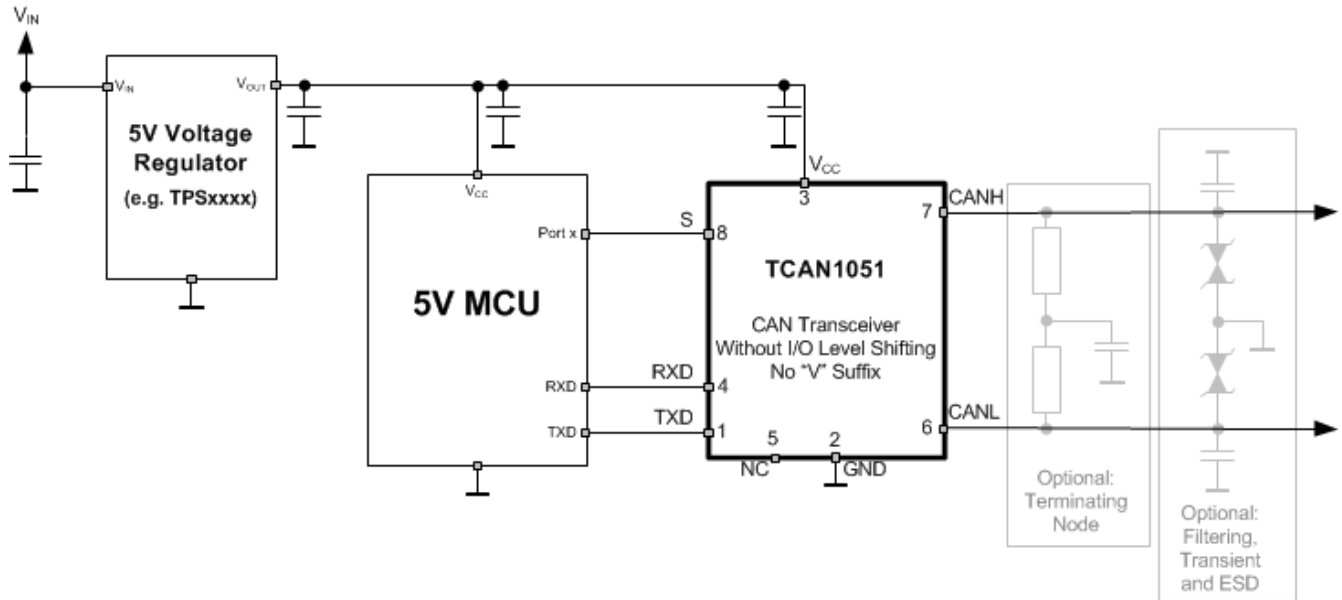 VIN
VIN
VOUT
5V Voltage
Regulator
(e.g. TPSxxxx)
VCC
Port x
5V MCU
RXD
TXD
S
RXD
TXD
VCC
3
8
7
CANH
TCAN1051
CAN Transceiver
Without I/O Level Shifting
No "V" Suffix
4
1
5
2
6
CANL
NC
GND
Optional:
Terminating
Node
Optional:
Filtering,
Transient
and ESD